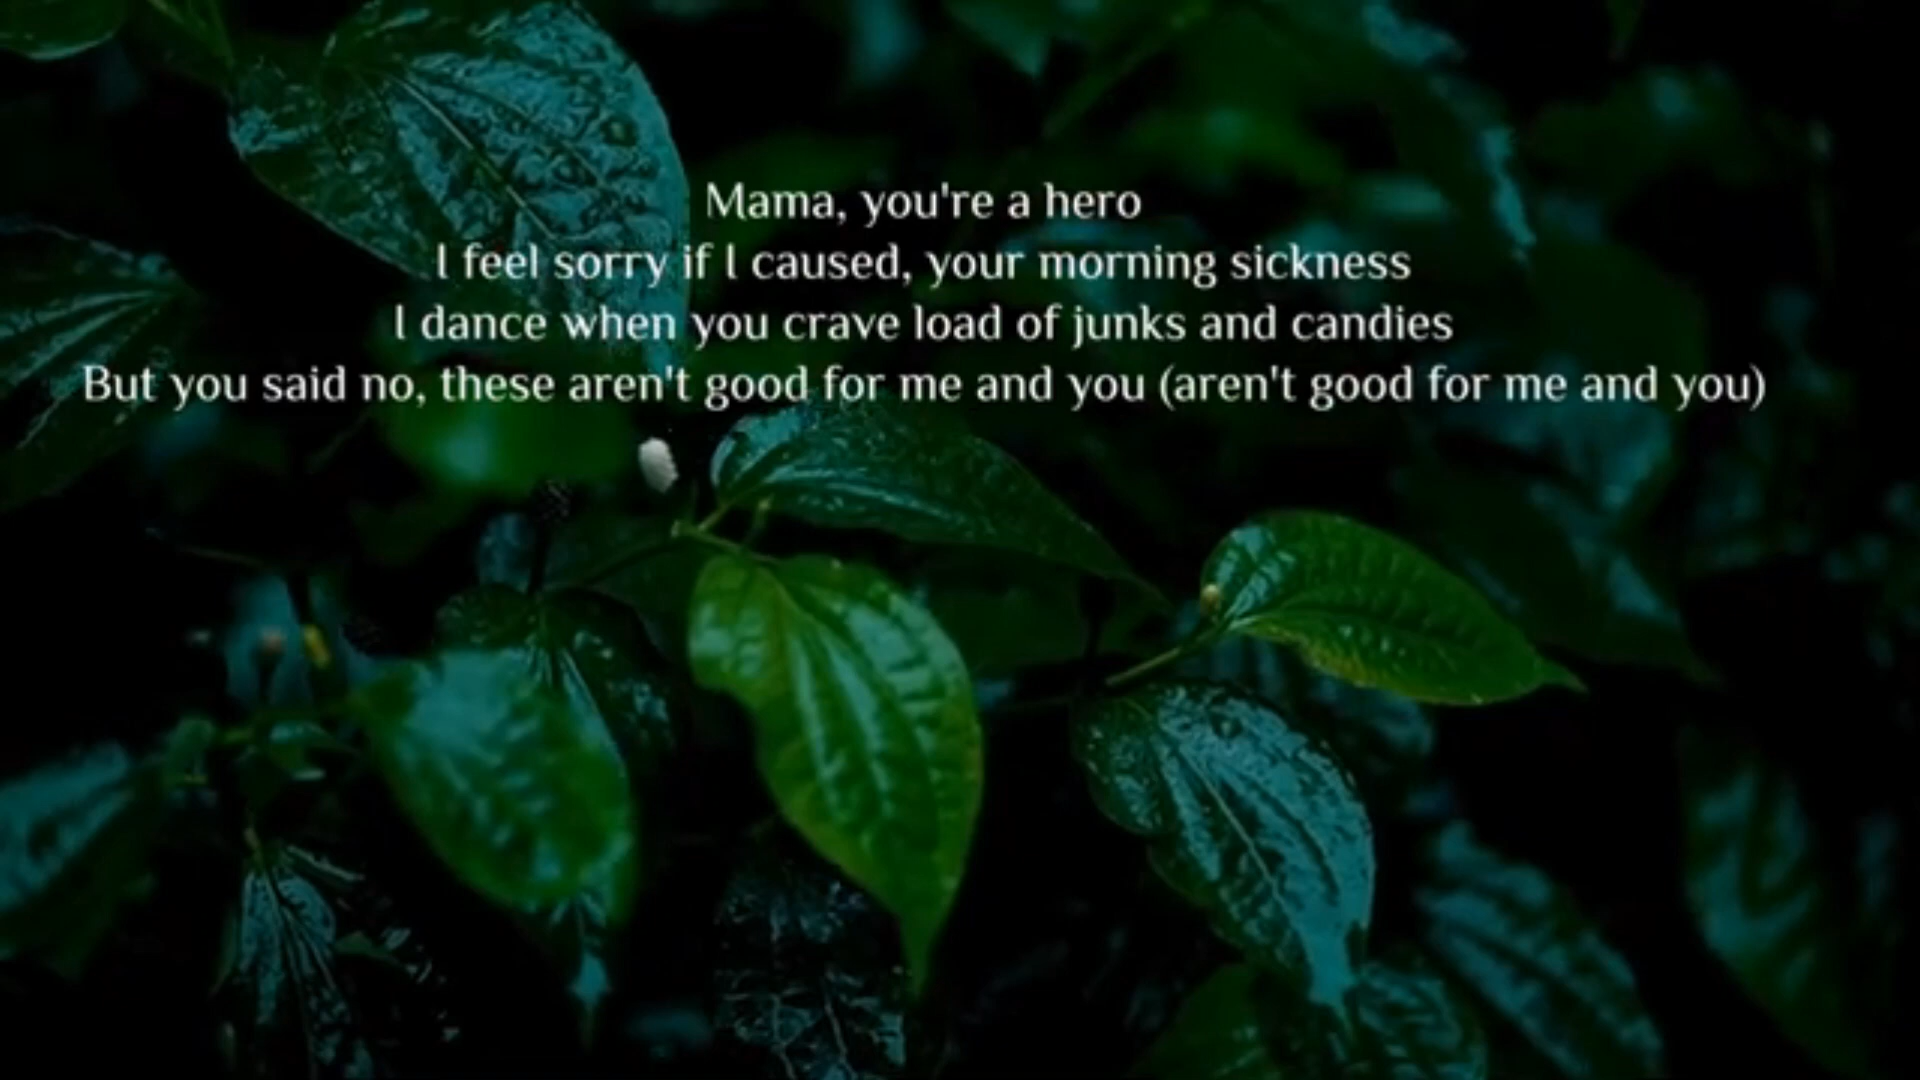 Mama, you're a hero
I feel sorry if I caused, your morning sickness
I dance when you crave load of junks and candies
But you said no, these aren't good for me and you (aren't good for me and you)